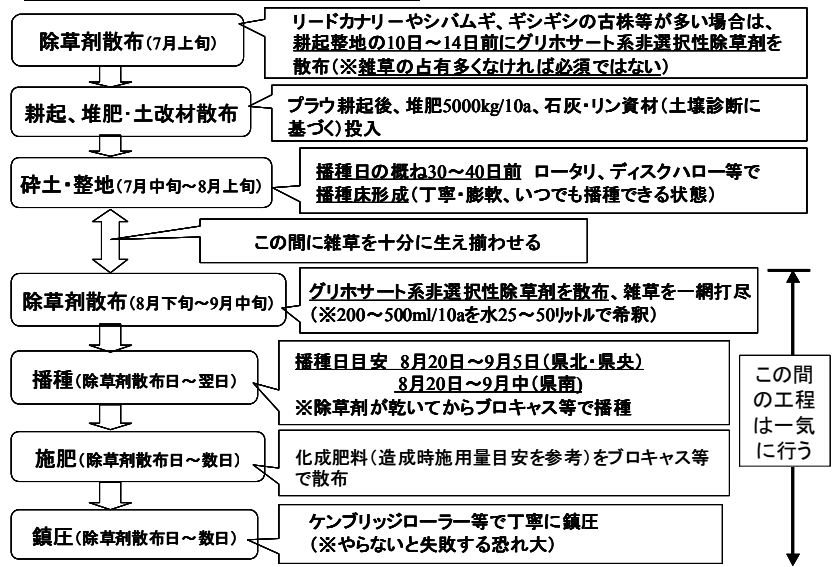 除草剤散布(7月上旬)
リードカナリーやシバムギ、ギシギシの古株等が多い場合は、
耕起整地の10日～14日前にグリホサート系非選択性除草剤を
散布(※雑草の占有多くなければ必須ではない)
耕起、堆肥・土改材散布
プラウ耕起後、堆肥5000kg/10a、石灰・リン資材(土壌診断に
基づく)投入
砕土・整地(7月中旬～8月上旬)
播種日の概ね30～40日前 ロータリ、ディスクハロー等で
播種床形成(丁寧・膨軟、いつでも播種できる状態)
この間に雑草を十分に生え揃わせる
除草剤散布(8月下旬～9月中旬)
グリホサート系非選択性除草剤を散布、雑草を一網打尽
(※200～500ml/10aを水25～50リットルで希釈)
播種(除草剤散布日～翌日)
播種日目安 8月20日～9月5日(県北・県央)
8月20日～9月中(県南)
※除草剤が乾いてからブロキャス等で播種
この間
の工程
は一気
に行う
施肥(除草剤散布日～数日)
化成肥料(造成時施用量目安を参考)をブロキャス等
で散布
鎮圧(除草剤散布日～数日)
ケンブリッジローラー等で丁寧に鎮圧
(※やらないと失敗する恐れ大)